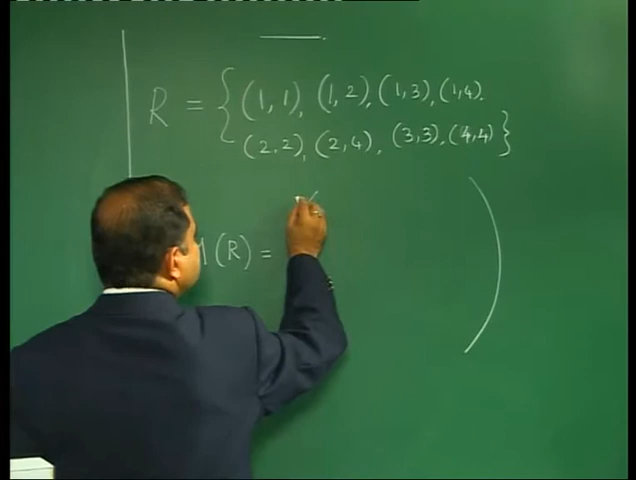 R = { (1,1), (1,2), (1,3), (1,4).
(2,2), (2,4), (3,3), (4,4) }
(R) =